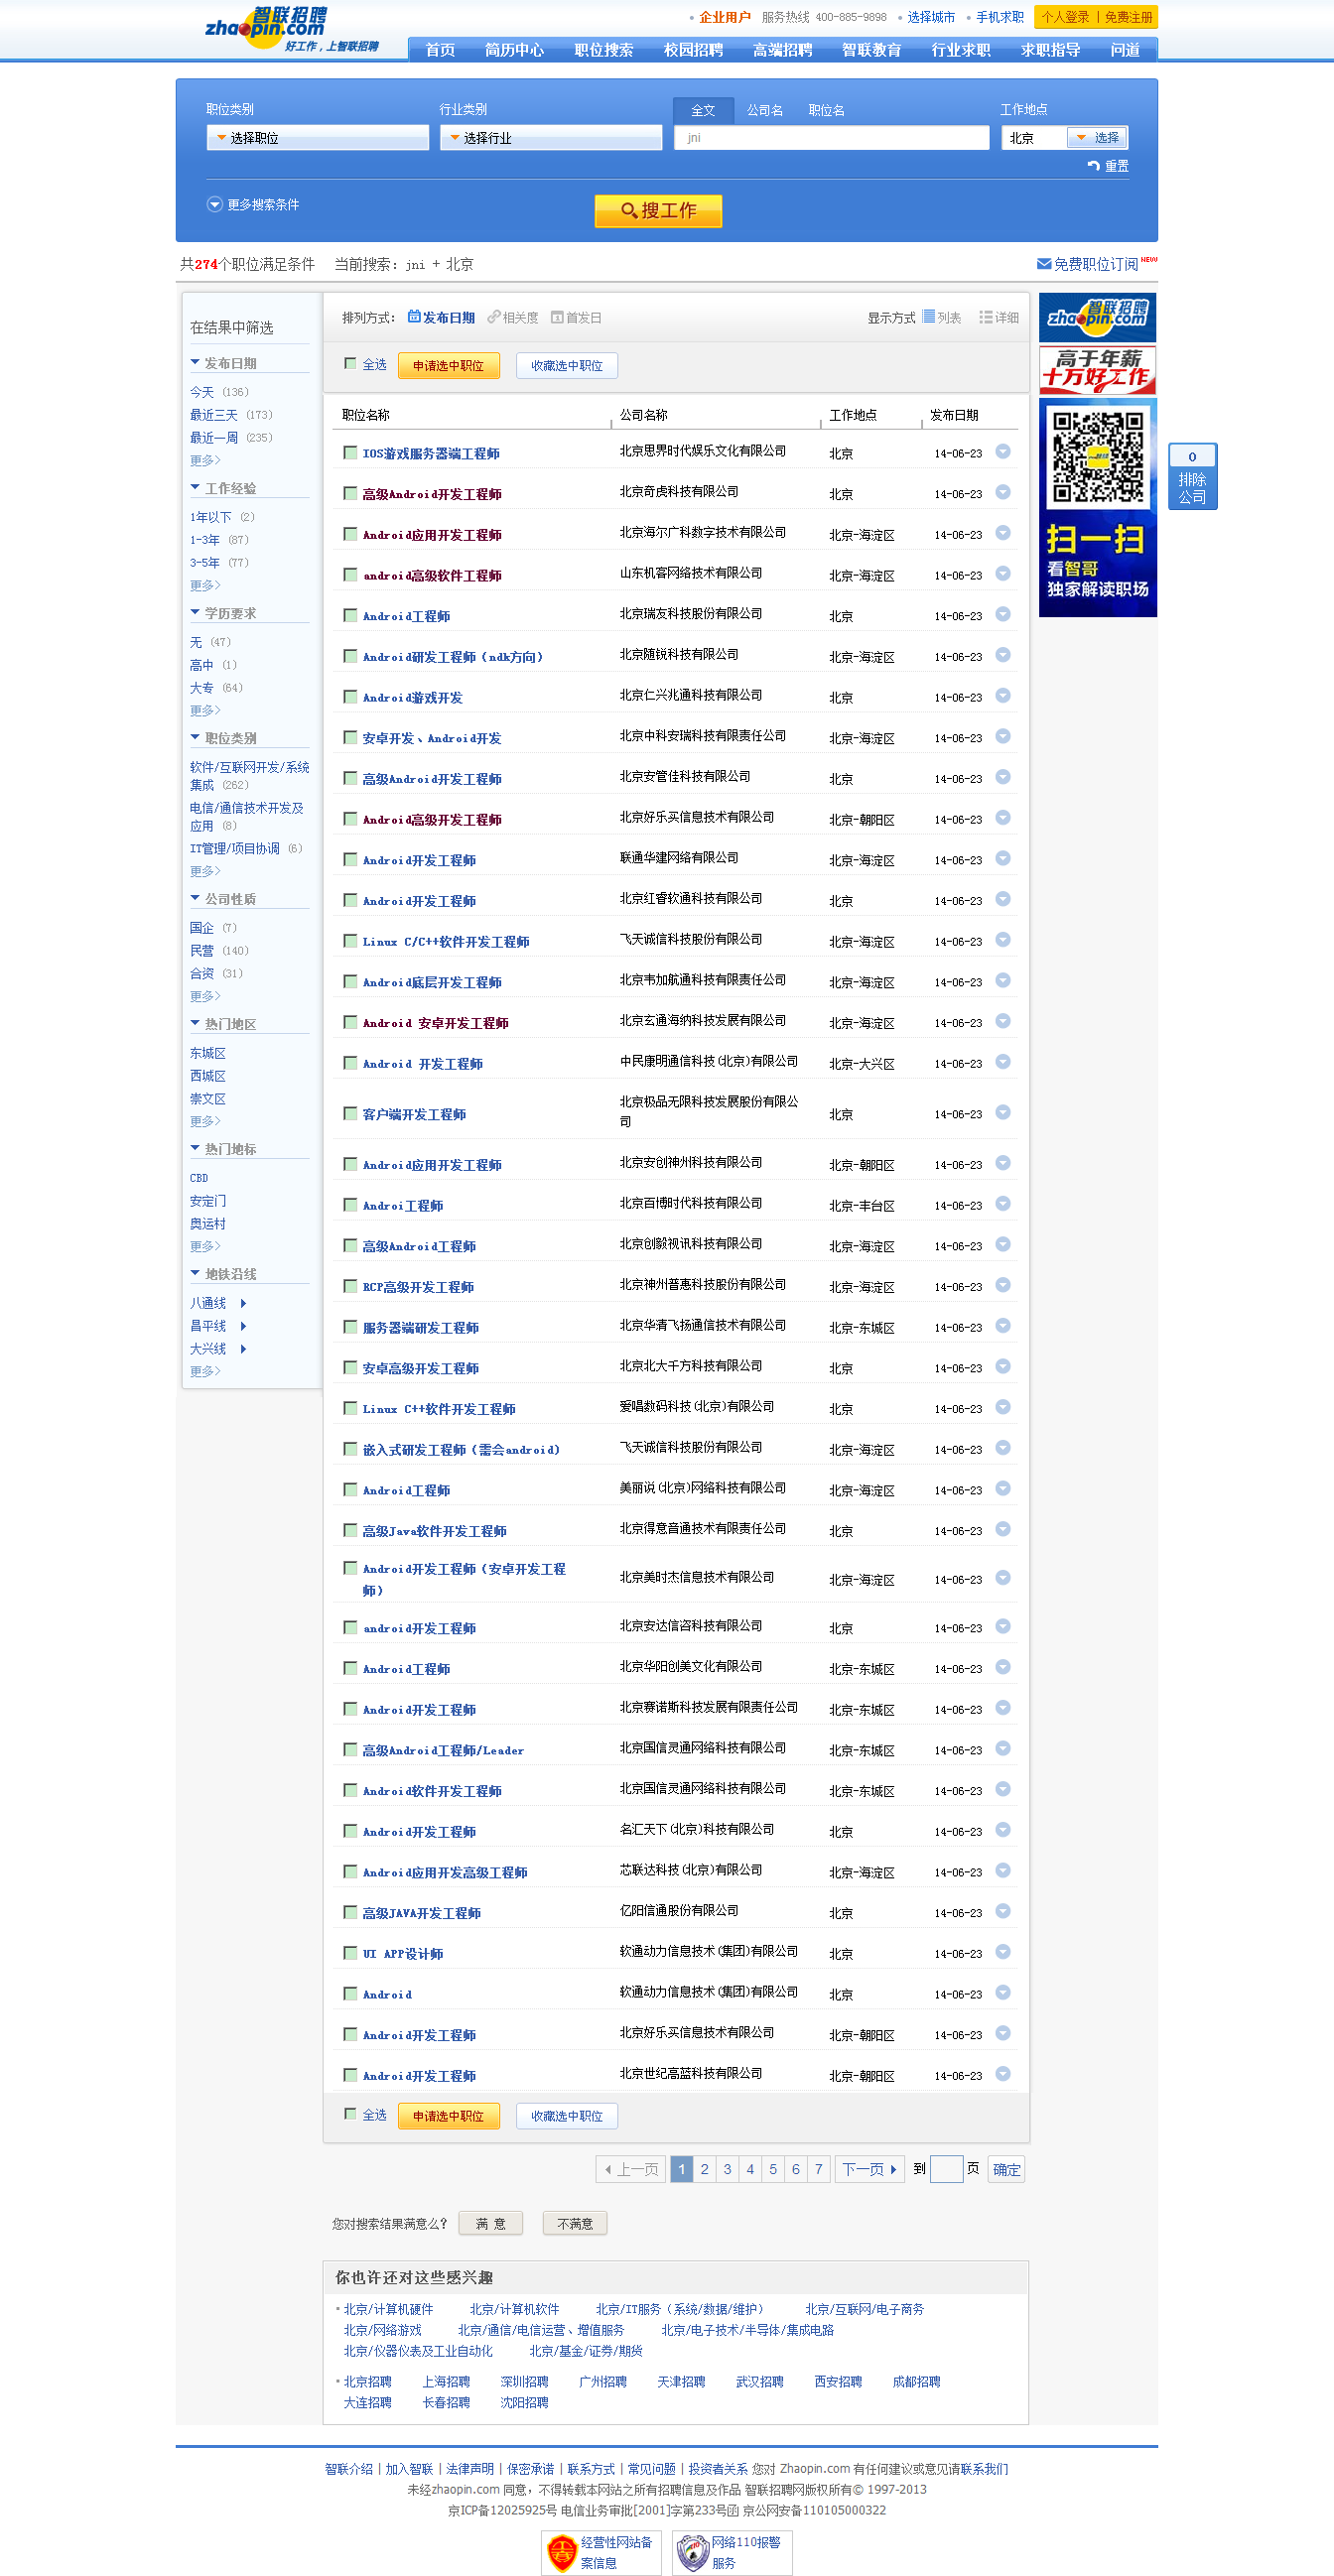 智联招聘
zhaopin.com
好工作，上智联招聘
企业用户 服务热线 400-885-9898 选择城市 手机求职 个人登录 | 免费注册
首页 简历中心 职位搜索 校园招聘 高端招聘 智联教育 行业求职 求职指导 问道
职位类别 行业类别 全文 公司名 职位名 工作地点
选择职位 选择行业 jni 北京 选择
重置
更多搜索条件 搜工作
共274个职位满足条件 当前搜索：jni + 北京 免费职位订阅 NEW
在结果中筛选
发布日期
今天 (136)
最近三天 (173)
最近一周 (235)
更多>
工作经验
1年以下 (2)
1-3年 (87)
3-5年 (77)
更多>
学历要求
无 (47)
高中 (1)
大专 (64)
更多>
职位类别
软件/互联网开发/系统
集成 (262)
电信/通信技术开发及
应用 (8)
IT管理/项目协调 (6)
更多>
公司性质
国企 (7)
民营 (140)
合资 (31)
更多>
热门地区
东城区
西城区
崇文区
更多>
热门地标
CBD
安定门
奥运村
更多>
地铁沿线
八通线
昌平线
大兴线
更多>
排列方式： 发布日期 相关度 首发日 显示方式 列表 详细
全选 申请选中职位 收藏选中职位
职位名称 公司名称 工作地点 发布日期
IOS游戏服务器端工程师 北京思界时代娱乐文化有限公司 北京 14-06-23
高级Android开发工程师 北京奇虎科技有限公司 北京 14-06-23
Android应用开发工程师 北京海尔广科数字技术有限公司 北京-海淀区 14-06-23
android高级软件工程师 山东机客网络技术有限公司 北京-海淀区 14-06-23
Android工程师 北京瑞友科技股份有限公司 北京 14-06-23
Android研发工程师（ndk方向） 北京随锐科技有限公司 北京-海淀区 14-06-23
Android游戏开发 北京仁兴兆通科技有限公司 北京 14-06-23
安卓开发、Android开发 北京中科安瑞科技有限责任公司 北京-海淀区 14-06-23
高级Android开发工程师 北京安管佳科技有限公司 北京 14-06-23
Android高级开发工程师 北京好乐买信息技术有限公司 北京-朝阳区 14-06-23
Android开发工程师 联通华建网络有限公司 北京-海淀区 14-06-23
Android开发工程师 北京红睿软通科技有限公司 北京 14-06-23
Linux C/C++软件开发工程师 飞天诚信科技股份有限公司 北京-海淀区 14-06-23
Android底层开发工程师 北京韦加航通科技有限责任公司 北京-海淀区 14-06-23
Android 安卓开发工程师 北京玄通海纳科技发展有限公司 北京-海淀区 14-06-23
Android 开发工程师 中民康明通信科技(北京)有限公司 北京-大兴区 14-06-23
客户端开发工程师 北京极品无限科技发展股份有限公
司 北京 14-06-23
Android应用开发工程师 北京安创神州科技有限公司 北京-朝阳区 14-06-23
Androi工程师 北京百博时代科技有限公司 北京-丰台区 14-06-23
高级Android工程师 北京创毅视讯科技有限公司 北京-海淀区 14-06-23
RCP高级开发工程师 北京神州普惠科技股份有限公司 北京-海淀区 14-06-23
服务器端研发工程师 北京华清飞扬通信技术有限公司 北京-东城区 14-06-23
安卓高级开发工程师 北京北大千方科技有限公司 北京 14-06-23
Linux C++软件开发工程师 爱唱数码科技(北京)有限公司 北京 14-06-23
嵌入式研发工程师（需会android） 飞天诚信科技股份有限公司 北京-海淀区 14-06-23
Android工程师 美丽说(北京)网络科技有限公司 北京-海淀区 14-06-23
高级Java软件开发工程师 北京得意音通技术有限责任公司 北京 14-06-23
Android开发工程师（安卓开发工程
师） 北京美时杰信息技术有限公司 北京-海淀区 14-06-23
android开发工程师 北京安达信咨科技有限公司 北京 14-06-23
Android工程师 北京华阳创美文化有限公司 北京-东城区 14-06-23
Android开发工程师 北京赛诺斯科技发展有限责任公司 北京-东城区 14-06-23
高级Android工程师/Leader 北京国信灵通网络科技有限公司 北京-东城区 14-06-23
Android软件开发工程师 北京国信灵通网络科技有限公司 北京-东城区 14-06-23
Android开发工程师 名汇天下(北京)科技有限公司 北京 14-06-23
Android应用开发高级工程师 芯联达科技(北京)有限公司 北京-海淀区 14-06-23
高级JAVA开发工程师 亿阳信通股份有限公司 北京 14-06-23
UI APP设计师 软通动力信息技术(集团)有限公司 北京 14-06-23
Android 软通动力信息技术(集团)有限公司 北京 14-06-23
Android开发工程师 北京好乐买信息技术有限公司 北京-朝阳区 14-06-23
Android开发工程师 北京世纪高蓝科技有限公司 北京-朝阳区 14-06-23
全选 申请选中职位 收藏选中职位
上一页 1 2 3 4 5 6 7 下一页 到 页 确定
智联招聘
zhaopin.com
高于年薪
十万好工作
扫一扫
看智哥
独家解读职场
0
排除
公司
您对搜索结果满意么？ 满 意 不满意
你也许还对这些感兴趣
北京/计算机硬件 北京/计算机软件 北京/IT服务（系统/数据/维护） 北京/互联网/电子商务
北京/网络游戏 北京/通信/电信运营、增值服务 北京/电子技术/半导体/集成电路
北京/仪器仪表及工业自动化 北京/基金/证券/期货
北京招聘 上海招聘 深圳招聘 广州招聘 天津招聘 武汉招聘 西安招聘 成都招聘
大连招聘 长春招聘 沈阳招聘
智联介绍 | 加入智联 | 法律声明 | 保密承诺 | 联系方式 | 常见问题 | 投资者关系 您对 Zhaopin.com 有任何建议或意见请联系我们
未经zhaopin.com 同意，不得转载本网站之所有招聘信息及作品 智联招聘网版权所有© 1997-2013
京ICP备12025925号 电信业务审批[2001]字第233号函 京公网安备110105000322
经营性网站备
案信息
网络110报警
服务